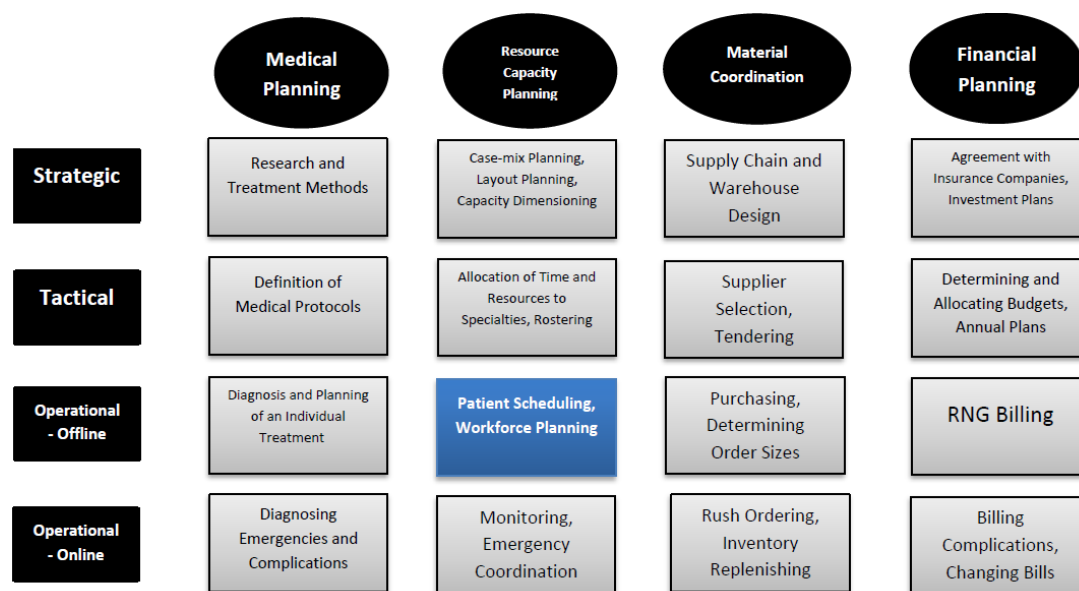 Medical
Planning
Resource
Capacity
Planning
Material
Coordination
Financial
Planning
Strategic
Research and
Treatment Methods
Case-mix Planning,
Layout Planning,
Capacity Dimensioning
Supply Chain and
Warehouse
Design
Agreement with
Insurance Companies,
Investment Plans
Tactical
Definition of
Medical Protocols
Allocation of Time and
Resources to
Specialties, Rostering
Supplier
Selection,
Tendering
Determining and
Allocating Budgets,
Annual Plans
Operational
- Offline
Diagnosis and Planning
of an Individual
Treatment
Patient Scheduling,
Workforce Planning
Purchasing,
Determining
Order Sizes
RNG Billing
Operational
- Online
Diagnosing
Emergencies and
Complications
Monitoring,
Emergency
Coordination
Rush Ordering,
Inventory
Replenishing
Billing
Complications,
Changing Bills